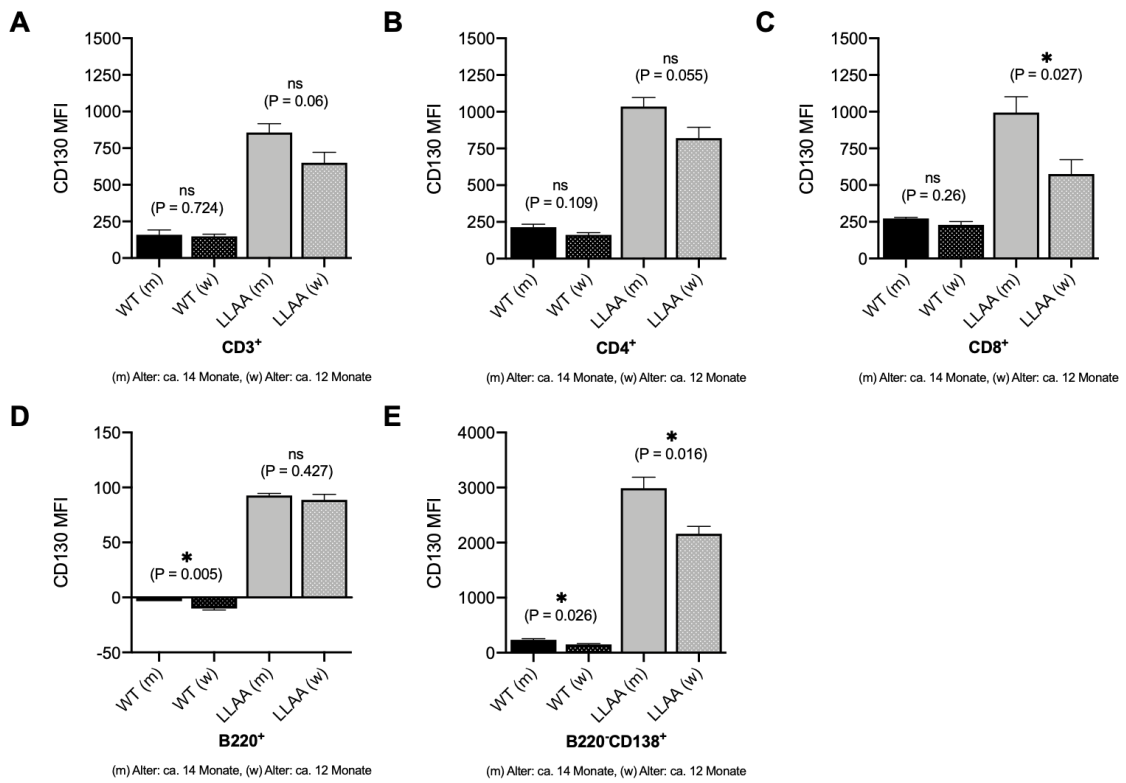 A
CD130 MFI
1500
1250
1000
750
500
250
0
ns
(P = 0.724)
ns
(P = 0.06)
WT (m)
WT (w)
LLAA (m)
LLAA (w)
CD3⁺
(m) Alter: ca. 14 Monate, (w) Alter: ca. 12 Monate
B
CD130 MFI
1500
1250
1000
750
500
250
0
ns
(P = 0.109)
ns
(P = 0.055)
WT (m)
WT (w)
LLAA (m)
LLAA (w)
CD4⁺
(m) Alter: ca. 14 Monate, (w) Alter: ca. 12 Monate
C
CD130 MFI
1500
1250
1000
750
500
250
0
ns
(P = 0.26)
*
(P = 0.027)
WT (m)
WT (w)
LLAA (m)
LLAA (w)
CD8⁺
(m) Alter: ca. 14 Monate, (w) Alter: ca. 12 Monate
D
CD130 MFI
150
100
50
0
-50
*
(P = 0.005)
ns
(P = 0.427)
WT (m)
WT (w)
LLAA (m)
LLAA (w)
B220⁺
(m) Alter: ca. 14 Monate, (w) Alter: ca. 12 Monate
E
CD130 MFI
4000
3000
2000
1000
0
*
(P = 0.026)
*
(P = 0.016)
WT (m)
WT (w)
LLAA (m)
LLAA (w)
B220⁻CD138⁺
(m) Alter: ca. 14 Monate, (w) Alter: ca. 12 Monate